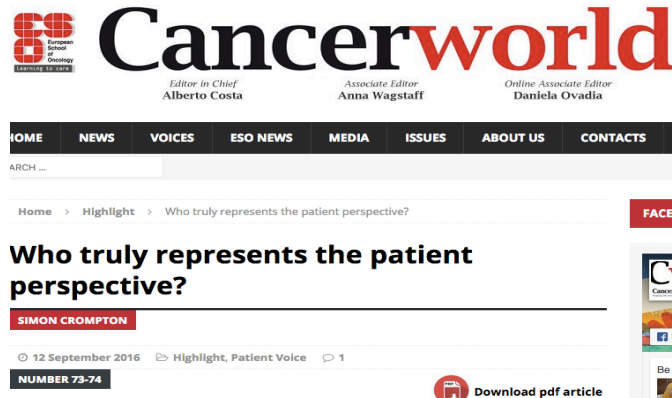 European
School
of
Oncology
Learning to care
Cancerworld
Editor in Chief
Alberto Costa
Associate Editor
Anna Wagstaff
Online Associate Editor
Daniela Ovadia
HOME NEWS VOICES ESO NEWS MEDIA ISSUES ABOUT US CONTACTS
ARCH ...
Home > Highlight > Who truly represents the patient perspective?
FACE
Who truly represents the patient
perspective?
SIMON CROMPTON
12 September 2016 Highlight, Patient Voice 1
NUMBER 73-74
Download pdf article
Be